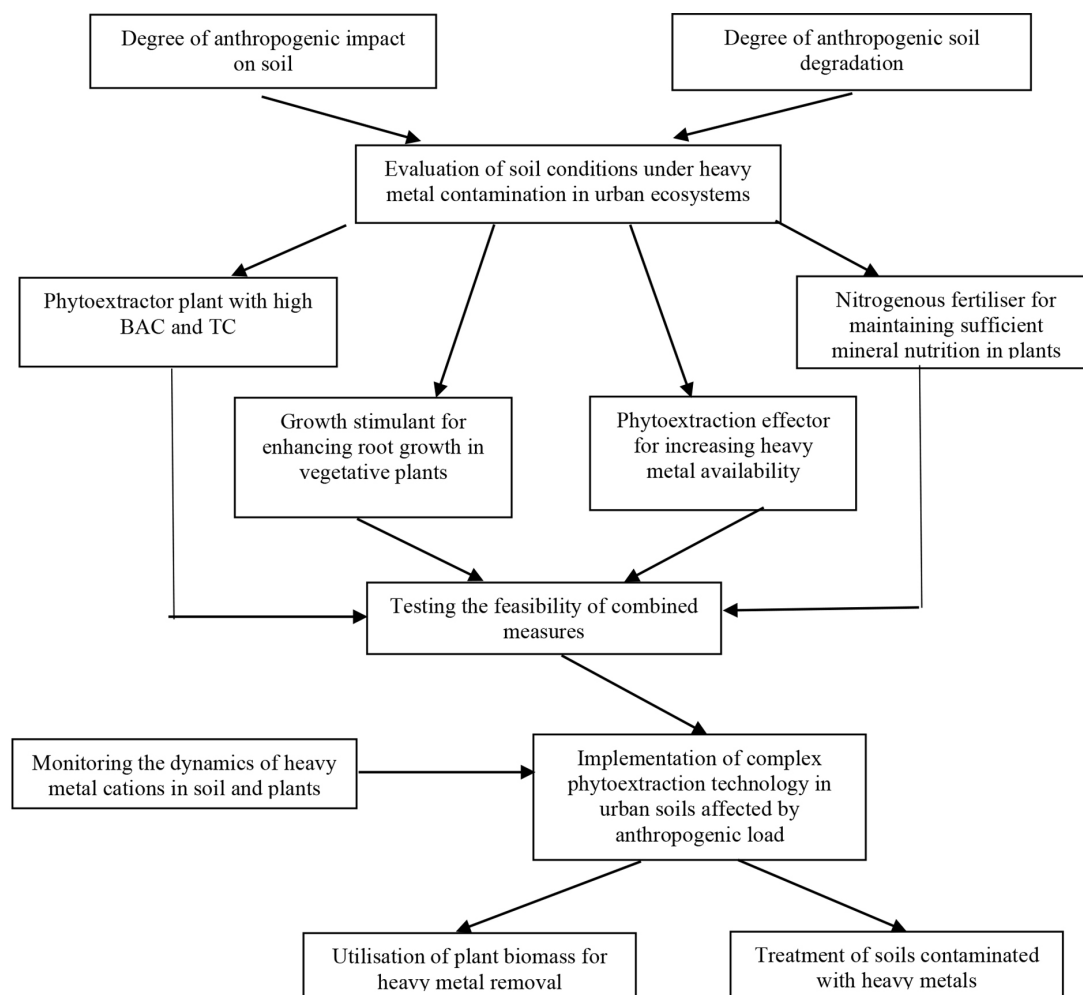 Degree of anthropogenic impact
on soil
Degree of anthropogenic soil
degradation
Evaluation of soil conditions under heavy
metal contamination in urban ecosystems
Phytoextractor plant with high
BAC and TC
Nitrogenous fertiliser for
maintaining sufficient
mineral nutrition in plants
Growth stimulant for
enhancing root growth in
vegetative plants
Phytoextraction effector
for increasing heavy
metal availability
Testing the feasibility of combined
measures
Monitoring the dynamics of heavy
metal cations in soil and plants
Implementation of complex
phytoextraction technology in
urban soils affected by
anthropogenic load
Utilisation of plant biomass for
heavy metal removal
Treatment of soils contaminated
with heavy metals